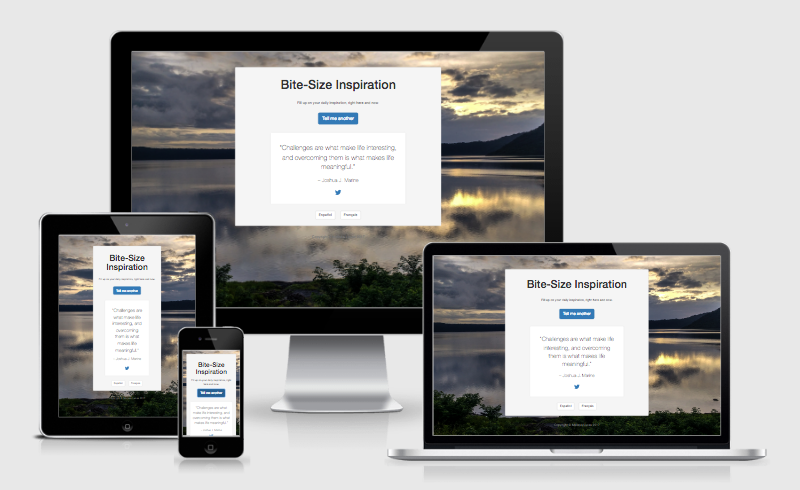 Bite-Size Inspiration
Fill up on your daily inspiration, right here and now.
Tell me another
"Challenges are what make life interesting,
and overcoming them is what makes life
meaningful."
– Joshua J. Marine
Español Français
Bite-Size
Inspiration
Tell me another
"Challenges are
what make life
interesting, and
overcoming
them is what
makes life
meaningful."
– Joshua J. Marine
Español Français
Bite-Size
Inspiration
Tell me another
"Challenges are what
make life interesting, and
overcoming them is what
makes life meaningful."
– Joshua J. Marine
Bite-Size Inspiration
Fill up on your daily inspiration, right here and now.
Tell me another
"Challenges are what make life
interesting, and overcoming
them is what makes life
meaningful."
– Joshua J. Marine
Español Français